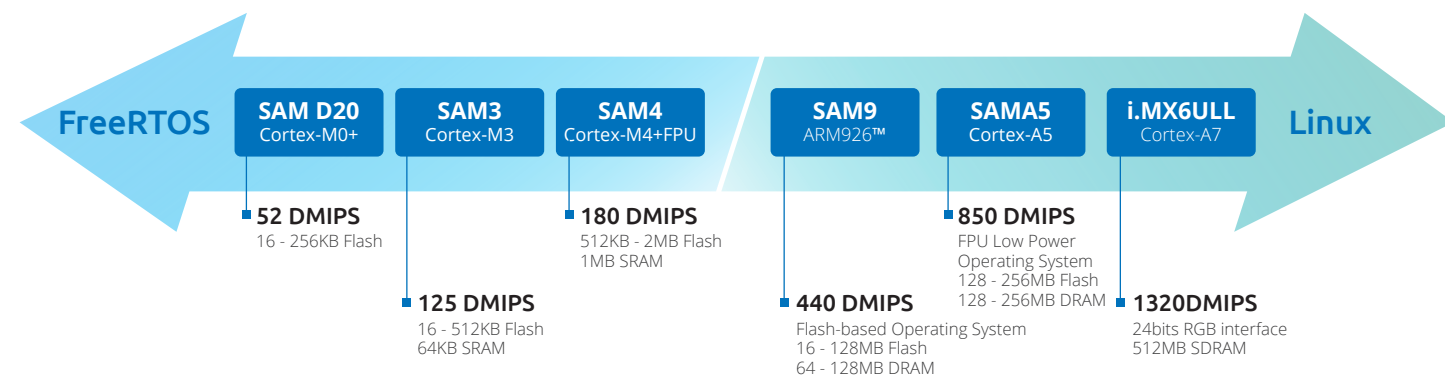 FreeRTOS
SAM D20
Cortex-M0+
SAM3
Cortex-M3
SAM4
Cortex-M4+FPU
SAM9
ARM926™
SAMA5
Cortex-A5
i.MX6ULL
Cortex-A7
Linux
52 DMIPS
16 - 256KB Flash
125 DMIPS
16 - 512KB Flash
64KB SRAM
180 DMIPS
512KB - 2MB Flash
1MB SRAM
440 DMIPS
Flash-based Operating System
16 - 128MB Flash
64 - 128MB DRAM
850 DMIPS
FPU Low Power
Operating System
128 - 256MB Flash
128 - 256MB DRAM
1320DMIPS
24bits RGB interface
512MB SDRAM